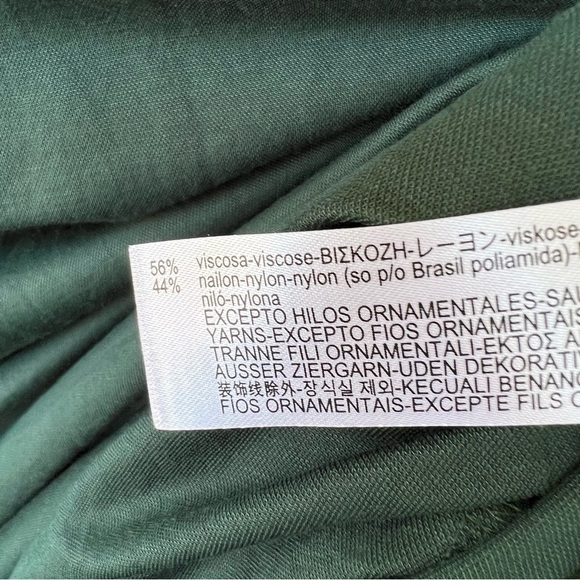 56% viscosa-viscose-ΒΙΣΚΟΖΗ-レーヨン-viskose-
44% nailon-nylon-nylon (so p/o Brasil poliamida)-
niló-nylona
EXCEPTO HILOS ORNAMENTALES-
YARNS-EXCEPTO FIOS ORNAMENTAIS-
TRANNE FILI ORNAMENTALI-ΕΚΤΟΣ
AUSSER ZIERGARN-UDEN
装饰线除外-장식실 제외-KECUALI
FIOS ORNAMENTAIS-EXCEPTE FILS